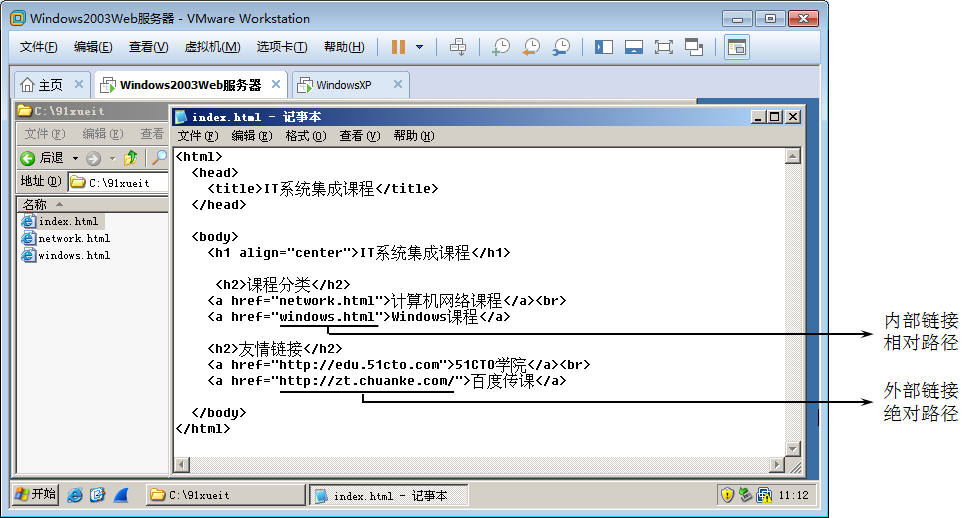 Windows2003Web服务器 - VMware Workstation
文件(F) 编辑(E) 查看(V) 虚拟机(M) 选项卡(T) 帮助(H)
主页 Windows2003Web服务器 WindowsXP
C:\91xueit
文件(F) 编辑(E) 查看
后退
地址(D) C:\91xueit
名称
index.html
network.html
windows.html
index.html - 记事本
文件(F) 编辑(E) 格式(O) 查看(V) 帮助(H)
<html>
<head>
<title>IT系统集成课程</title>
</head>
<body>
<h1 align="center">IT系统集成课程</h1>
<h2>课程分类</h2>
<a href="network.html">计算机网络课程</a><br>
<a href="windows.html">Windows课程</a>
<h2>友情链接</h2>
<a href="http://edu.51cto.com">51CTO学院</a><br>
<a href="http://zt.chuanke.com/">百度传课</a>
</body>
</html>
内部链接
相对路径
外部链接
绝对路径
开始 C:\91xueit index.html - 记事本 11:12